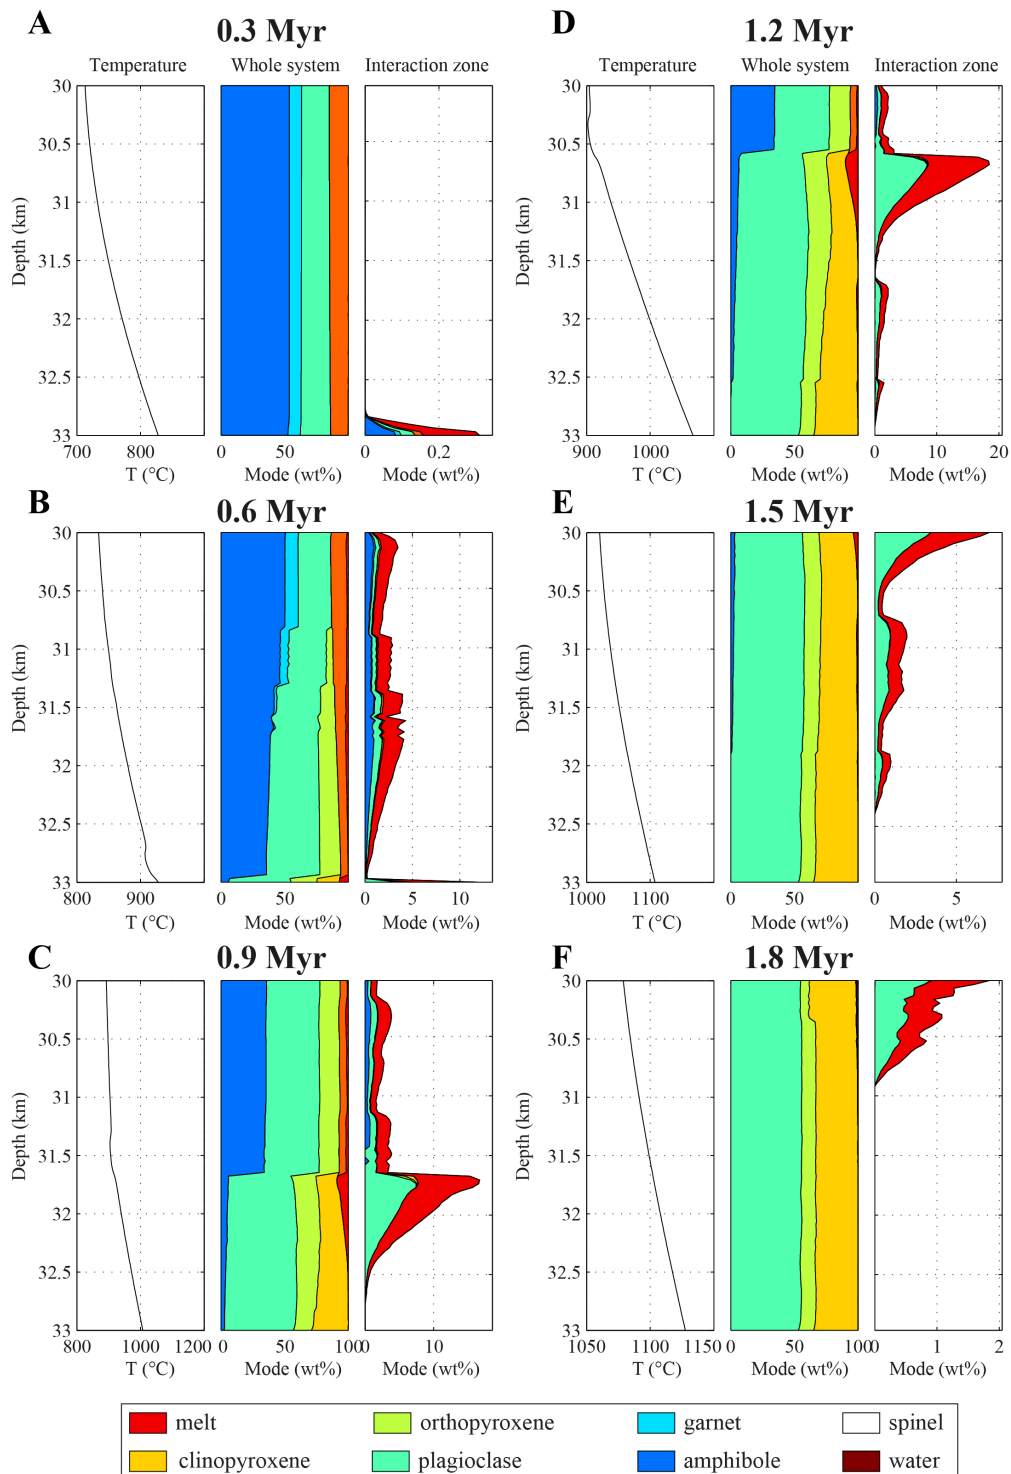 A
0.3 Myr
Temperature
Whole system
Interaction zone
30
30.5
31
31.5
32
32.5
33
Depth (km)
700
800
0
50
0.2
T (°C)
Mode (wt%)
Mode (wt%)
D
1.2 Myr
Temperature
Whole system
Interaction zone
30
30.5
31
31.5
32
32.5
33
Depth (km)
900
1000
0
50
100
0
10
20
T (°C)
Mode (wt%)
Mode (wt%)
B
0.6 Myr
30
30.5
31
31.5
32
32.5
33
Depth (km)
800
900
0
50
0
5
10
T (°C)
Mode (wt%)
Mode (wt%)
E
1.5 Myr
30
30.5
31
31.5
32
32.5
33
Depth (km)
1000
1100
0
50
0
5
T (°C)
Mode (wt%)
Mode (wt%)
C
0.9 Myr
30
30.5
31
31.5
32
32.5
33
Depth (km)
800
1000
1200
0
50
100
10
T (°C)
Mode (wt%)
Mode (wt%)
F
1.8 Myr
30
30.5
31
31.5
32
32.5
33
Depth (km)
1050
1100
1150
0
50
100
0
1
2
T (°C)
Mode (wt%)
Mode (wt%)
melt
orthopyroxene
garnet
spinel
clinopyroxene
plagioclase
amphibole
water